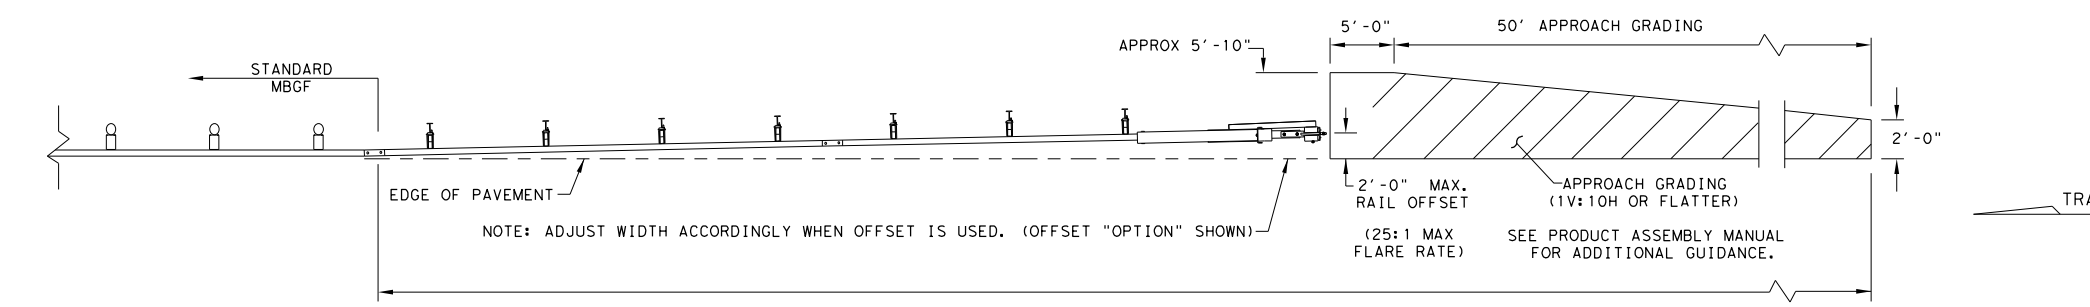 5'-0"
50' APPROACH GRADING
APPROX 5'-10"
STANDARD
MBGF
2'-0"
EDGE OF PAVEMENT
2'-0" MAX.
RAIL OFFSET
APPROACH GRADING
(1V:10H OR FLATTER)
TRA
NOTE: ADJUST WIDTH ACCORDINGLY WHEN OFFSET IS USED. (OFFSET "OPTION" SHOWN)
(25:1 MAX
FLARE RATE)
SEE PRODUCT ASSEMBLY MANUAL
FOR ADDITIONAL GUIDANCE.